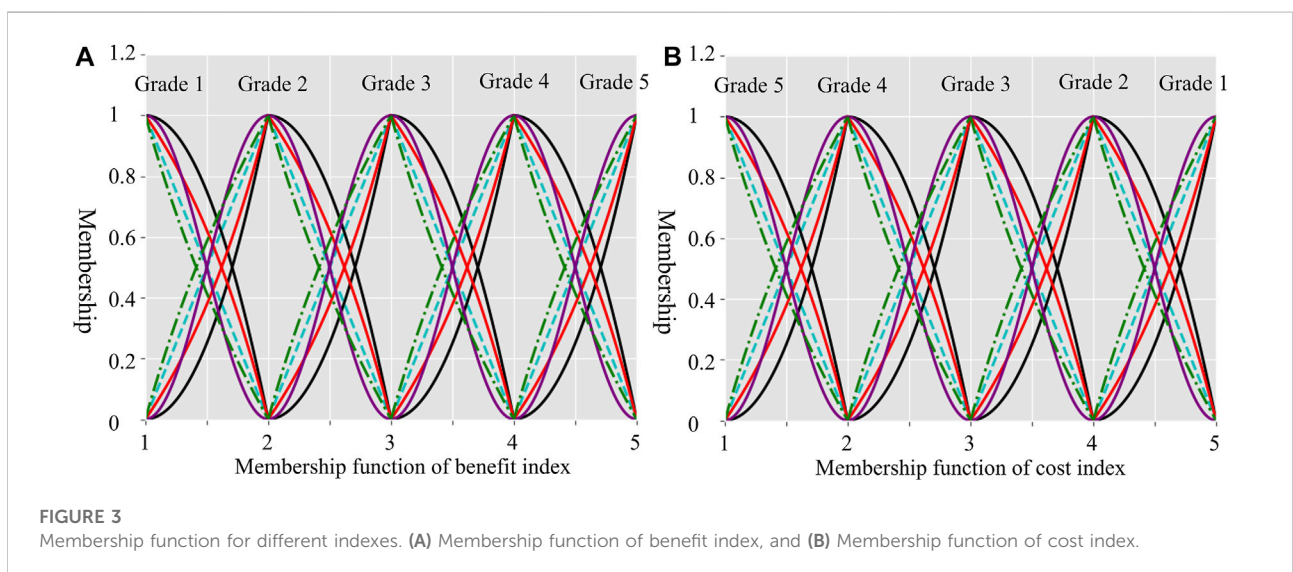 A
1.2
Grade 1 Grade 2 Grade 3 Grade 4 Grade 5
1
0.8
0.6
0.4
0.2
0
Membership
1 2 3 4 5
Membership function of benefit index
B
1.2
Grade 5 Grade 4 Grade 3 Grade 2 Grade 1
1
0.8
0.6
0.4
0.2
0
Membership
1 2 3 4 5
Membership function of cost index
FIGURE 3
Membership function for different indexes. (A) Membership function of benefit index, and (B) Membership function of cost index.